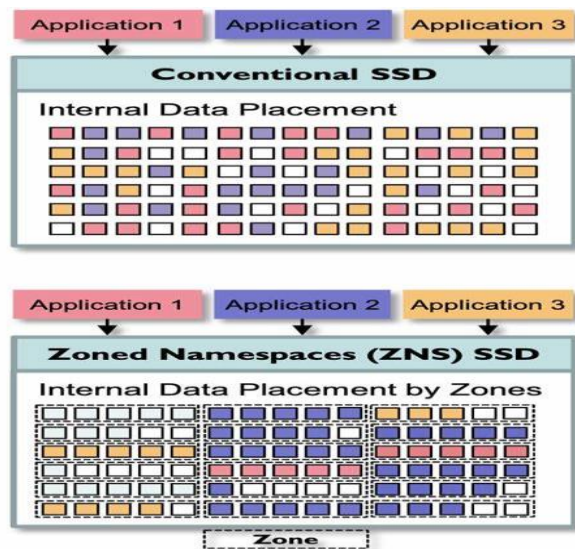 Application 1 Application 2 Application 3
Conventional SSD
Internal Data Placement
Application 1 Application 2 Application 3
Zoned Namespaces (ZNS) SSD
Internal Data Placement by Zones
Zone